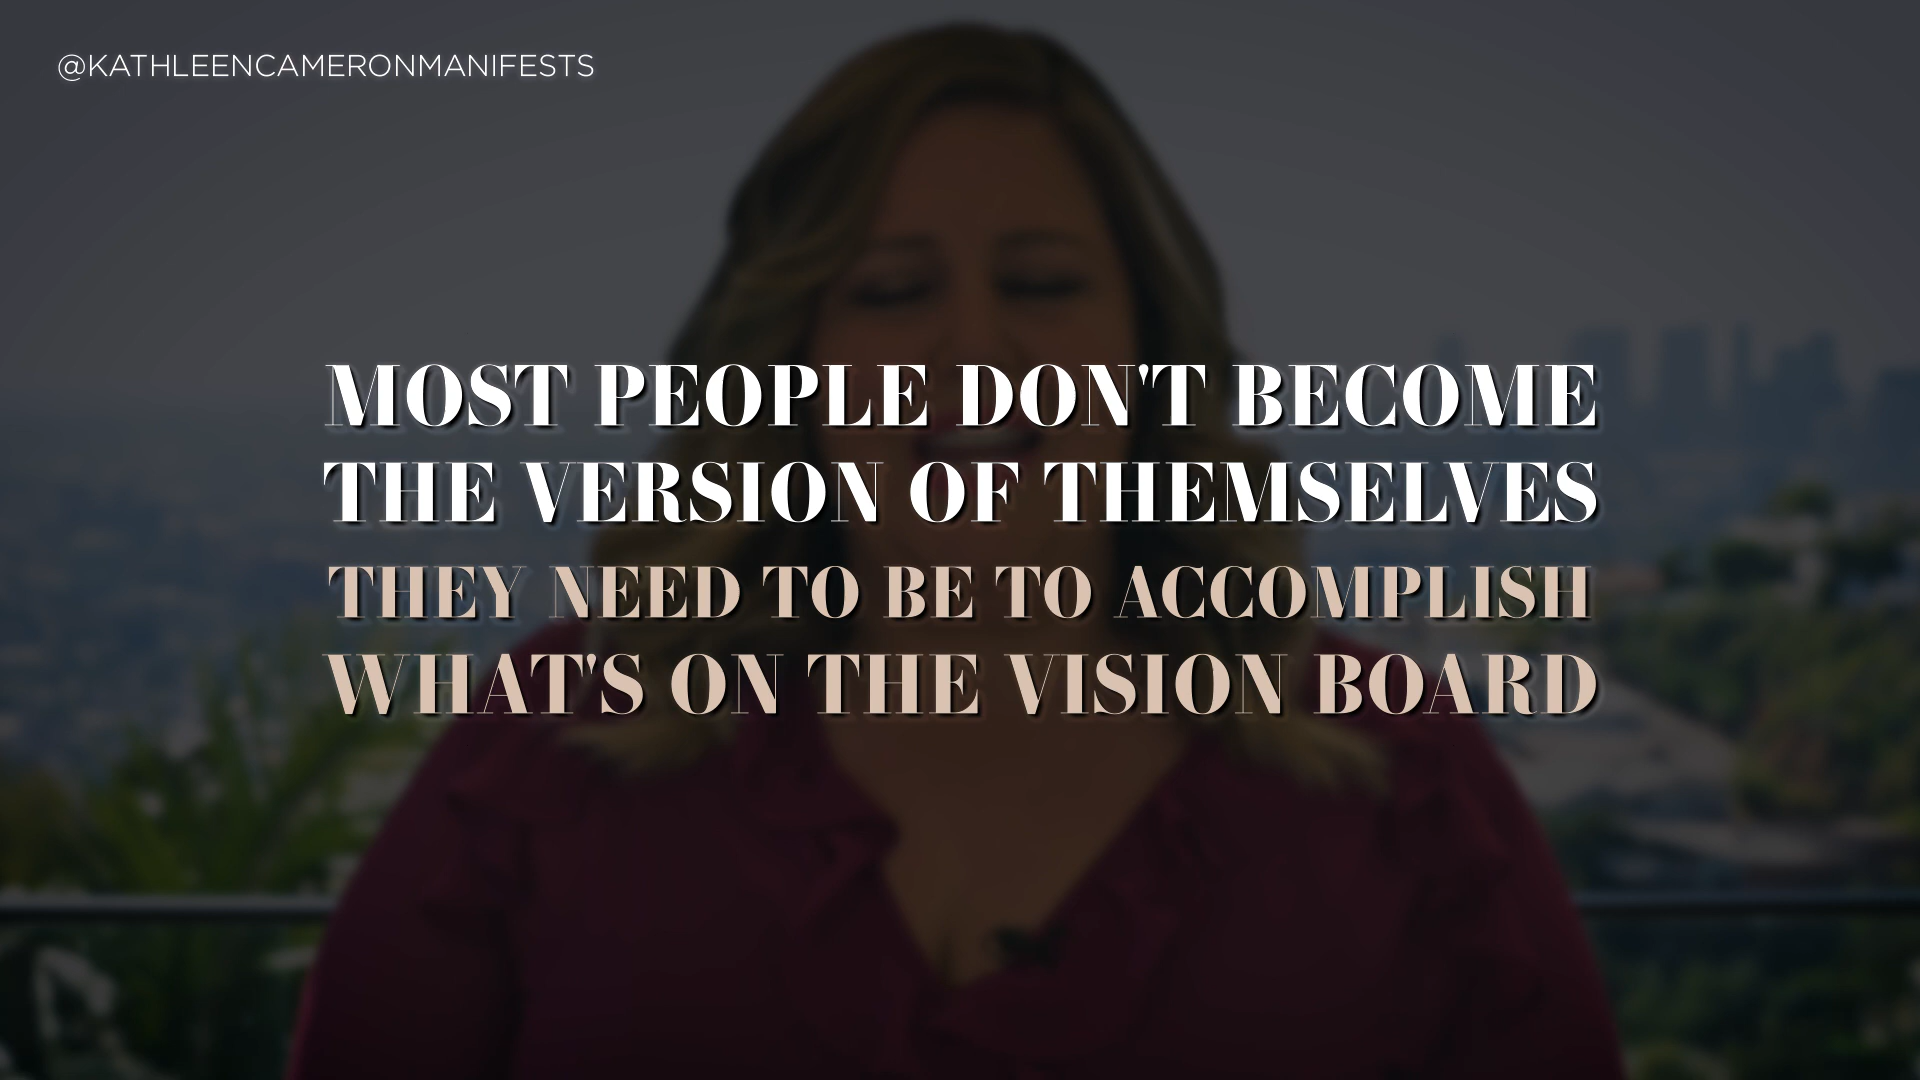 @KATHLEENCAMERONMANIFESTS
MOST PEOPLE DON'T BECOME
THE VERSION OF THEMSELVES
THEY NEED TO BE TO ACCOMPLISH
WHAT'S ON THE VISION BOARD